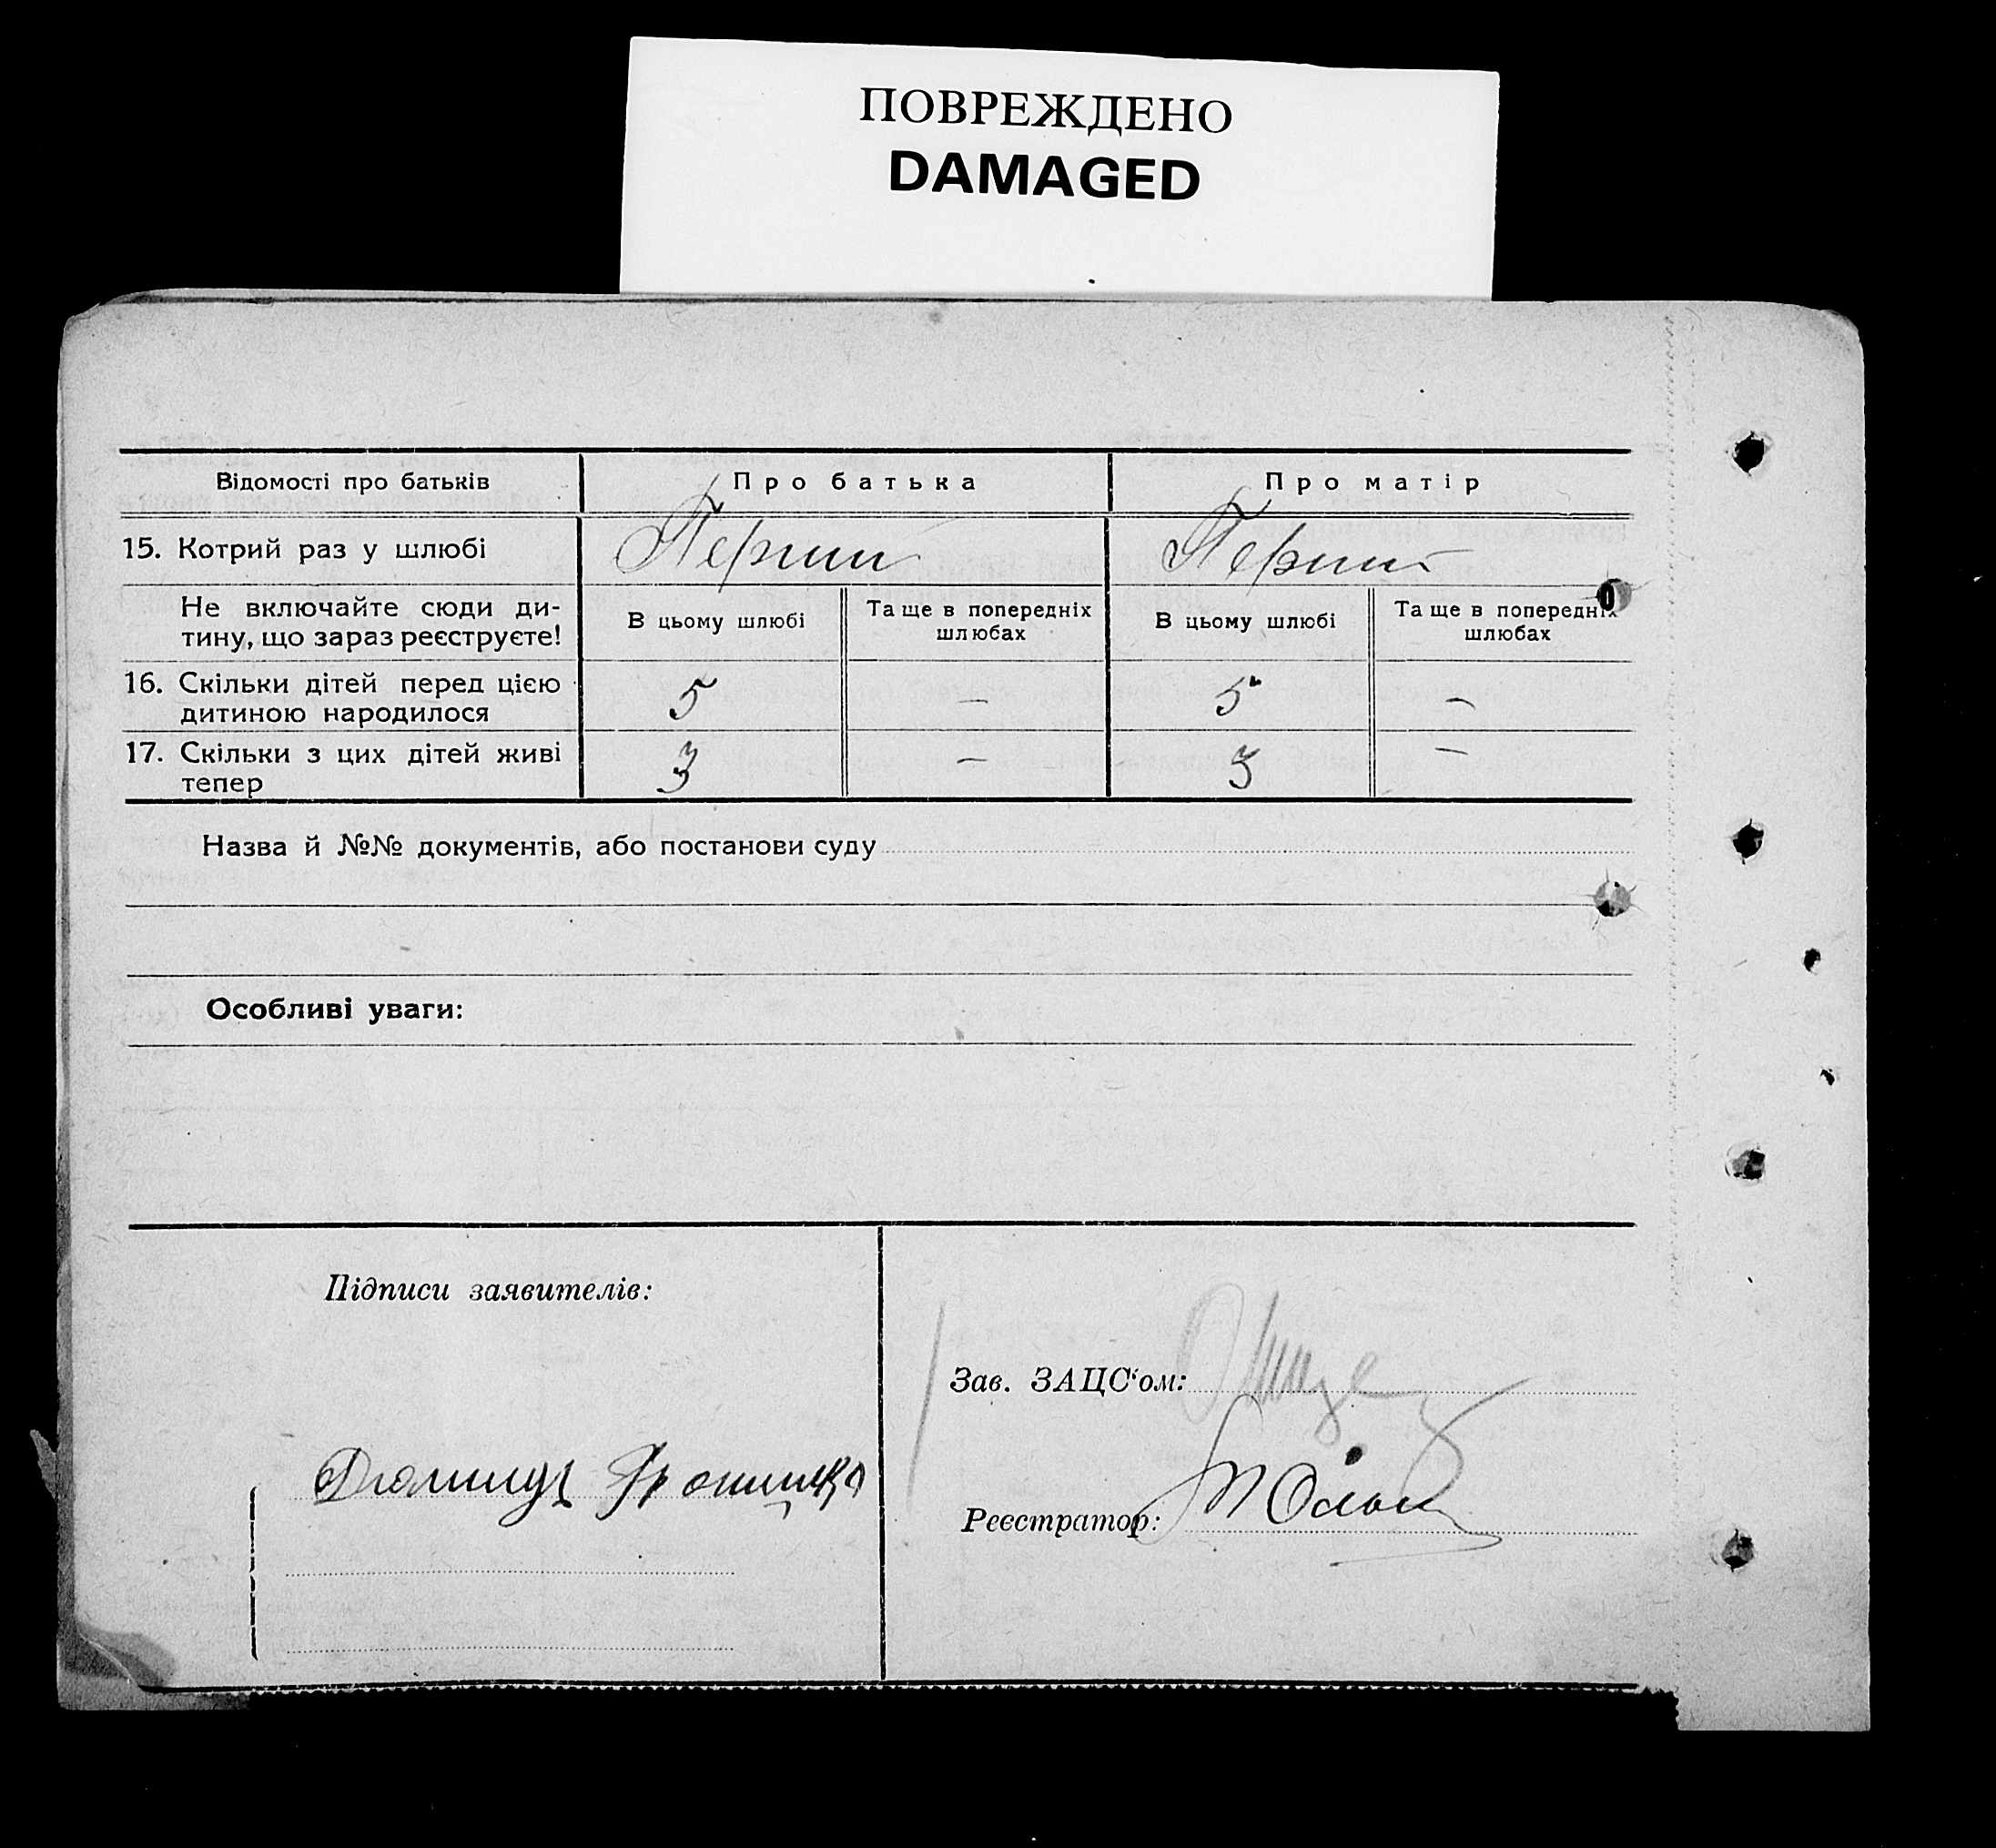 ПОВРЕЖДЕНО
DAMAGED
Відомості про батьків
Про батька
Про матір
15. Котрий раз у шлюбі
Перший
Перший
Не включайте сюди ди-
тину, що зараз реєструєте!
В цьому шлюбі
Та ще в попередніх
шлюбах
В цьому шлюбі
Та ще в попередніх
шлюбах
16. Скільки дітей перед цією
дитиною народилося
5
—
5
—
17. Скільки з цих дітей живі
тепер
3
—
3
—
Назва й №№ документів, або постанови суду
Особливі уваги:
Підписи заявителів:
Зав. ЗАЦС‘ом:
Реєстратор: